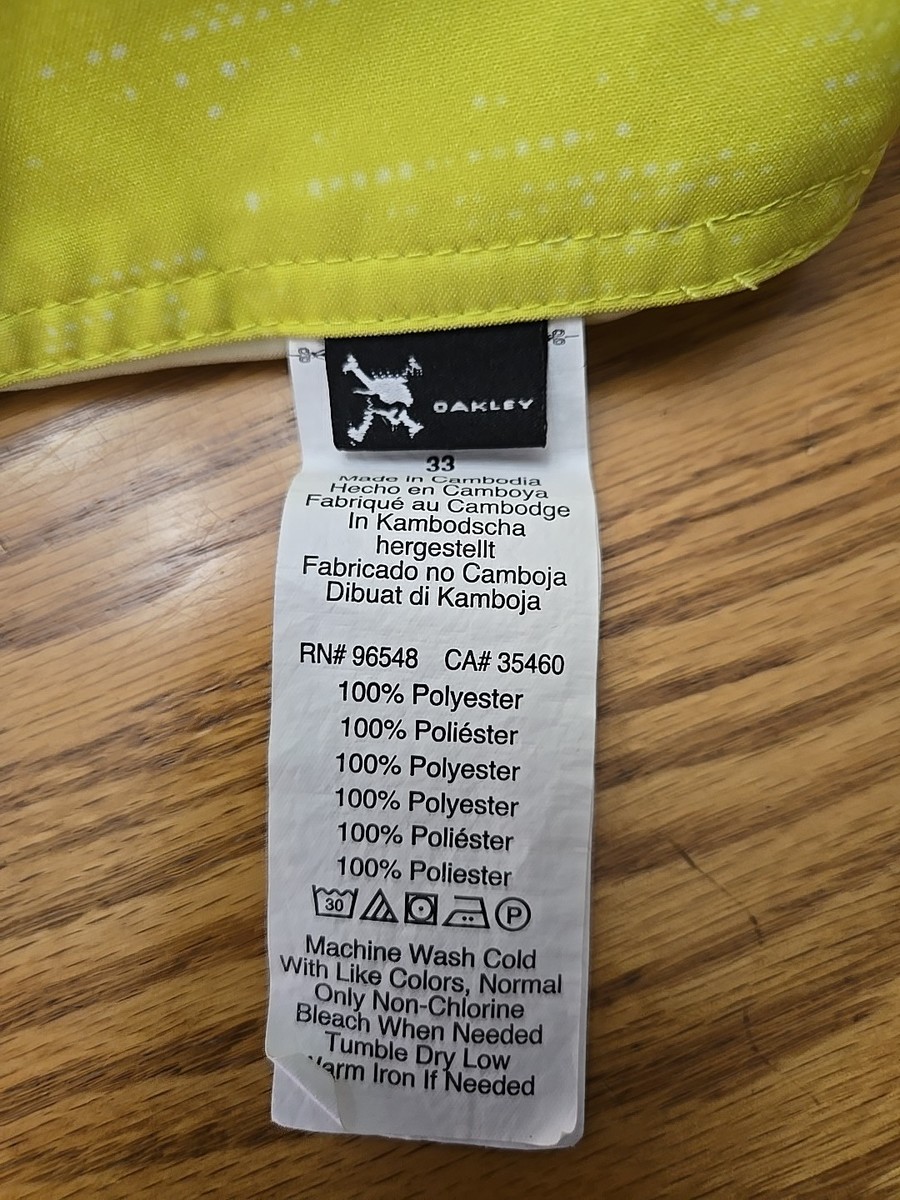 OAKLEY
33
Made in Cambodia
Hecho en Camboya
Fabriqué au Cambodge
In Kambodscha
hergestellt
Fabricado no Camboja
Dibuat di Kamboja
RN# 96548 CA# 35460
100% Polyester
100% Poliéster
100% Polyester
100% Polyester
100% Poliéster
100% Poliester
30 P
Machine Wash Cold
With Like Colors, Normal
Only Non-Chlorine
Bleach When Needed
Tumble Dry Low
Warm Iron If Needed